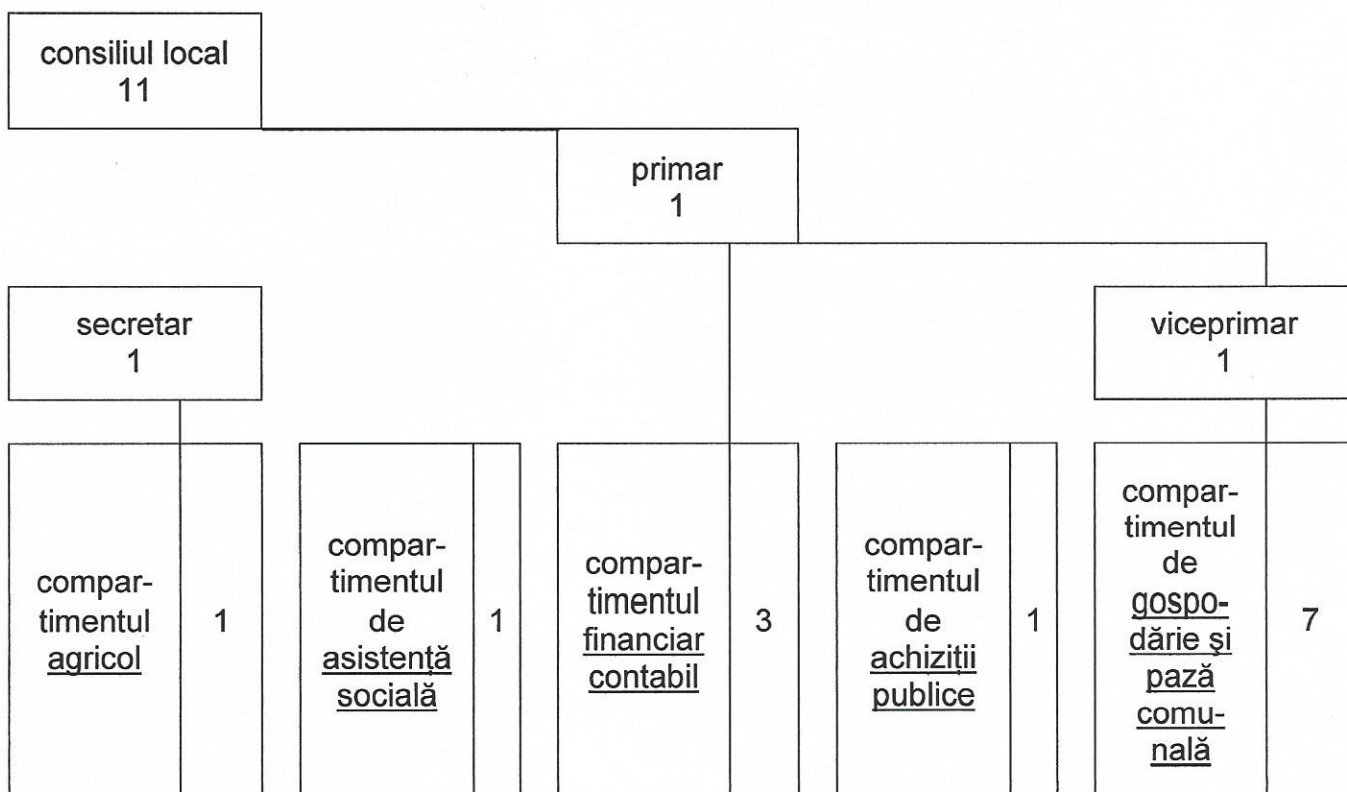 consiliul local
11
primar
1
secretar
1
viceprimar
1
compar-
timentul
agricol
1
compar-
timentul
de
asistență
socială
1
compar-
timentul
financiar
contabil
3
compar-
timentul
de
achiziții
publice
1
compar-
timentul
de
gospo-
dărie şi
pază
comu-
nală
7